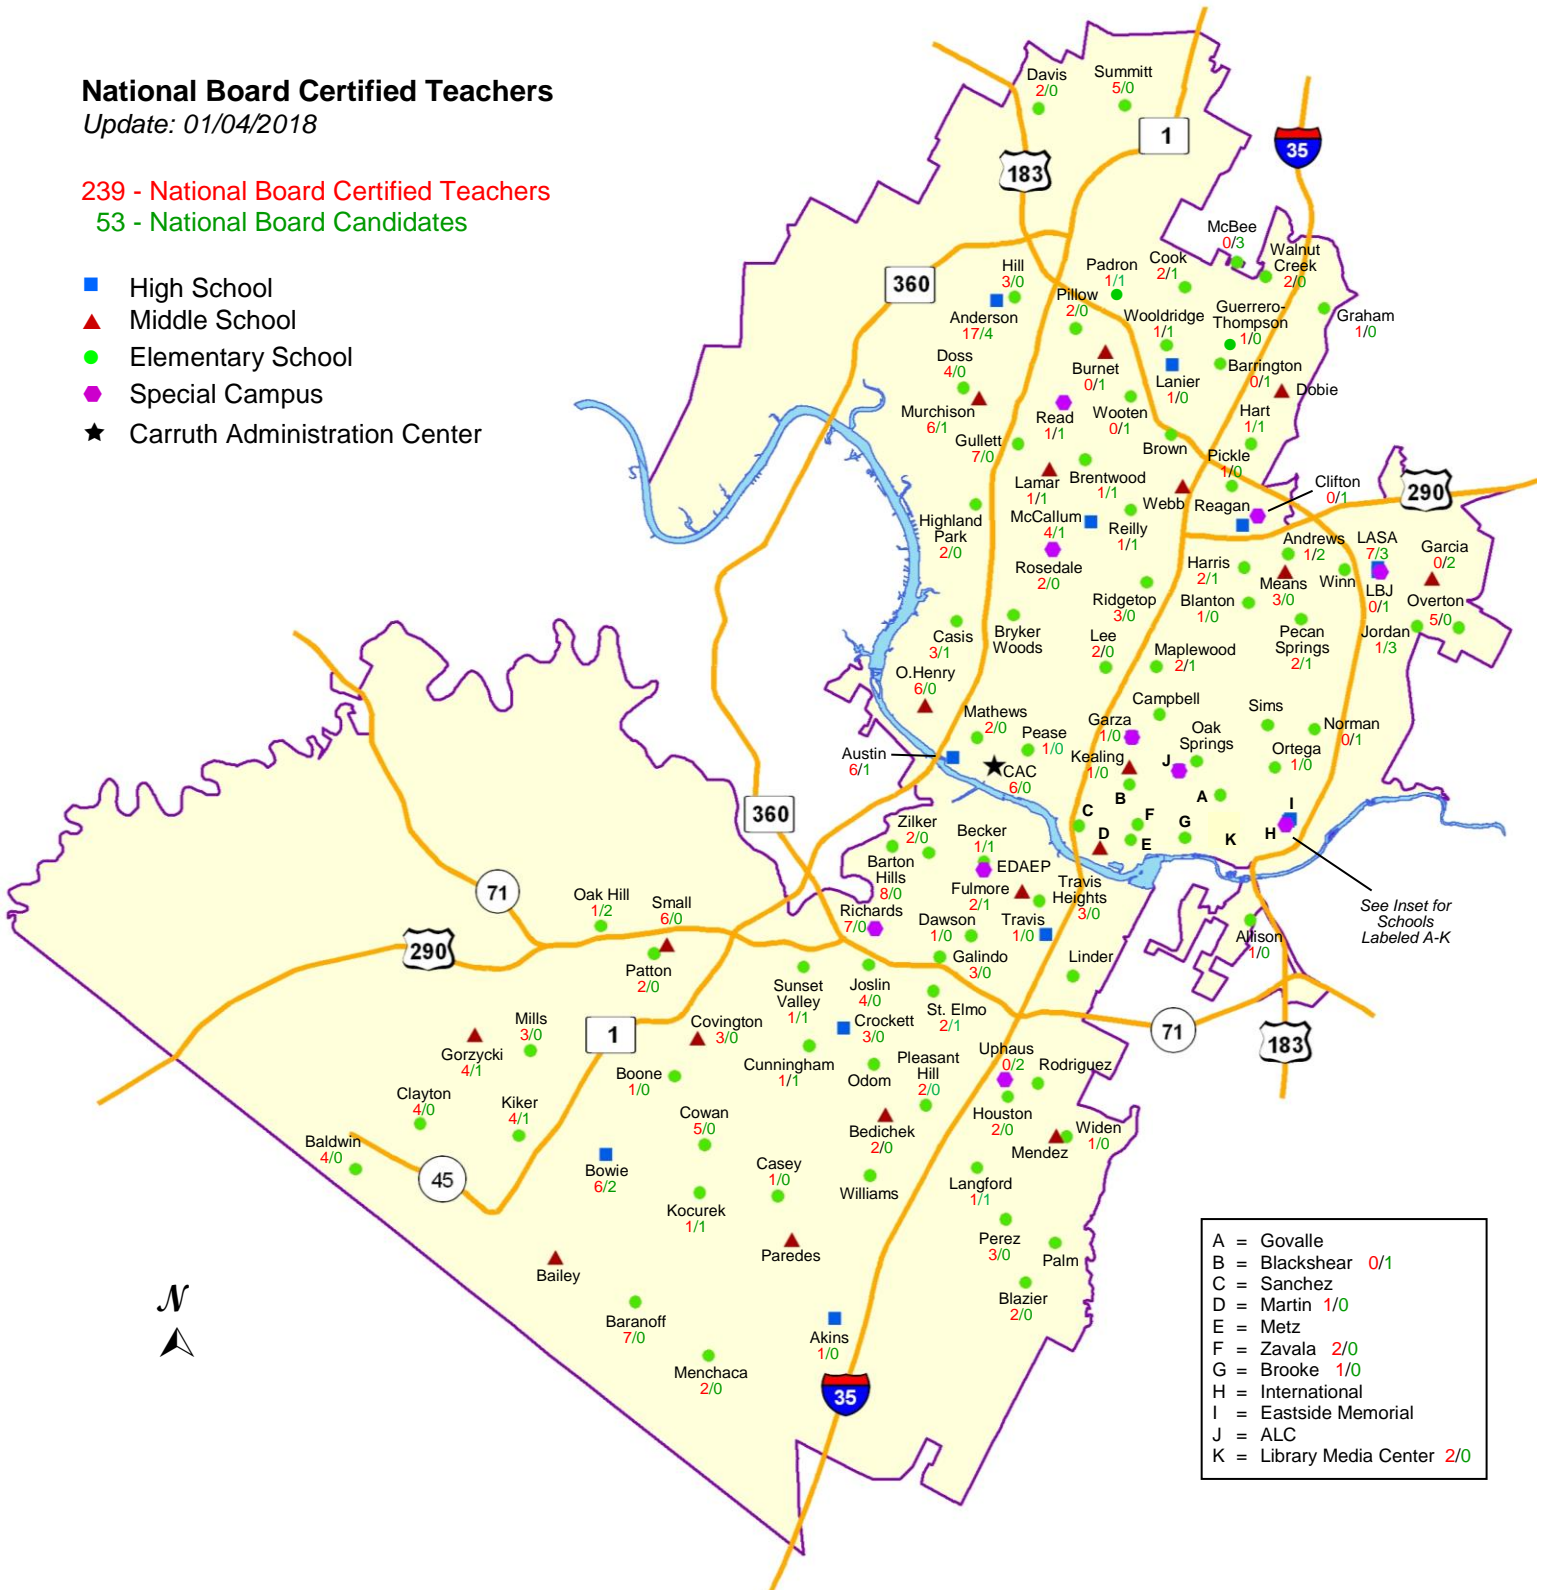 National Board Certified Teachers
Update: 01/04/2018
239 - National Board Certified Teachers
53 - National Board Candidates
High School
Middle School
Elementary School
Special Campus
Carruth Administration Center
Davis
2/0
Summitt
5/0
1
35
183
McBee
0/3
Walnut
Creek
2/0
360
Hill
3/0
Padron
1/1
Cook
2/1
Pillow
2/0
Anderson
17/4
Wooldridge
1/1
Guerrero-
Thompson
1/0
Graham
1/0
Doss
4/0
Burnet
0/1
Lanier
1/0
Barrington
0/1
Dobie
Murchison
6/1
Read
1/1
Wooten
0/1
Hart
1/1
Gullett
7/0
Brown
Pickle
1/0
Lamar
1/1
Brentwood
1/1
Webb
Reagan
Clifton
0/1
290
Highland
Park
2/0
McCallum
4/1
Reilly
1/1
Rosedale
2/0
Harris
2/1
Andrews
1/2
Means
3/0
Winn
LASA
7/3
LBJ
0/1
Garcia
0/2
Overton
5/0
Ridgetop
3/0
Blanton
1/0
Casis
3/1
Bryker
Woods
Lee
2/0
Maplewood
2/1
Pecan
Springs
2/1
Jordan
1/3
O.Henry
6/0
Campbell
Mathews
2/0
Pease
1/0
Garza
1/0
Oak
Springs
Sims
Norman
0/1
Austin
6/1
CAC
6/0
Kealing
1/0
J
Ortega
1/0
B
A
C
F
G
I
D
E
K
H
360
Zilker
2/0
Becker
1/1
EDAEP
Barton
Hills
8/0
Fulmore
2/1
Travis
Heights
3/0
See Inset for
Schools
Labeled A-K
71
Oak Hill
1/2
Small
6/0
Richards
7/0
Dawson
1/0
Travis
1/0
Allison
1/0
290
Patton
2/0
Galindo
3/0
Linder
Sunset
Valley
1/1
Joslin
4/0
St. Elmo
2/1
Mills
3/0
1
Covington
3/0
Crockett
3/0
71
183
Gorzycki
4/1
Cunningham
1/1
Odom
Pleasant
Hill
2/0
Uphaus
0/2
Rodriguez
Boone
1/0
Clayton
4/0
Kiker
4/1
Cowan
5/0
Bedichek
2/0
Houston
2/0
Widen
1/0
Mendez
Baldwin
4/0
45
Bowie
6/2
Casey
1/0
Williams
Langford
1/1
Kocurek
1/1
Paredes
Perez
3/0
Palm
Bailey
Blazier
2/0
Baranoff
7/0
Akins
1/0
Menchaca
2/0
35
N
A = Govalle
B = Blackshear 0/1
C = Sanchez
D = Martin 1/0
E = Metz
F = Zavala 2/0
G = Brooke 1/0
H = International
I = Eastside Memorial
J = ALC
K = Library Media Center 2/0